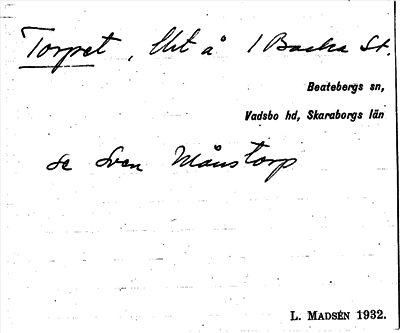 Torpet, Utt å 1 Backa St.
Beatebergs sn,
Vadsbo hd, Skaraborgs län
se Sven Månstorp
L. MADSÉN 1932.